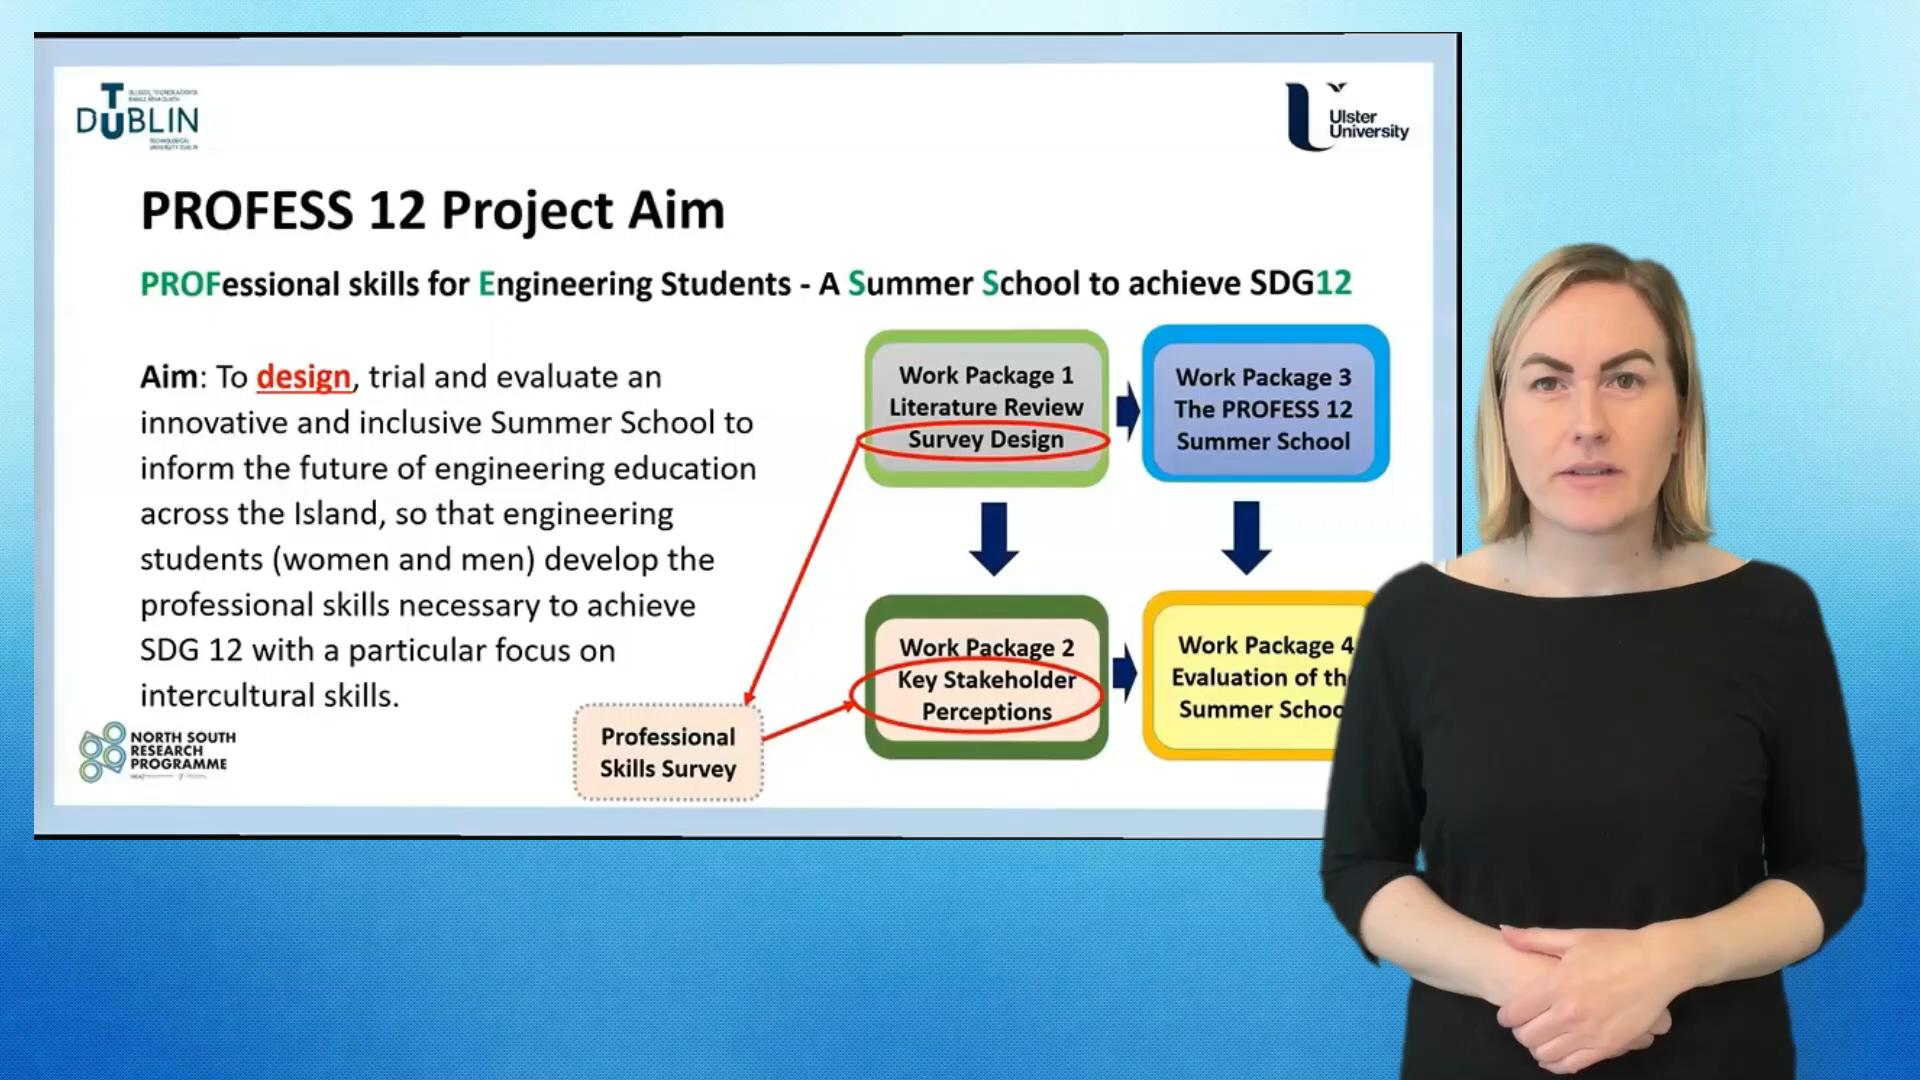 TU DUBLIN
TECHNOLOGICAL
UNIVERSITY DUBLIN
Ulster
University
PROFESS 12 Project Aim
PROFessional skills for Engineering Students - A Summer School to achieve SDG12
Aim: To design, trial and evaluate an
innovative and inclusive Summer School to
inform the future of engineering education
across the Island, so that engineering
students (women and men) develop the
professional skills necessary to achieve
SDG 12 with a particular focus on
intercultural skills.
Work Package 1
Literature Review
Survey Design
Work Package 3
The PROFESS 12
Summer School
Work Package 2
Key Stakeholder
Perceptions
Work Package 4
Evaluation of th
Summer Schoo
Professional
Skills Survey
NORTH SOUTH
RESEARCH
PROGRAMME